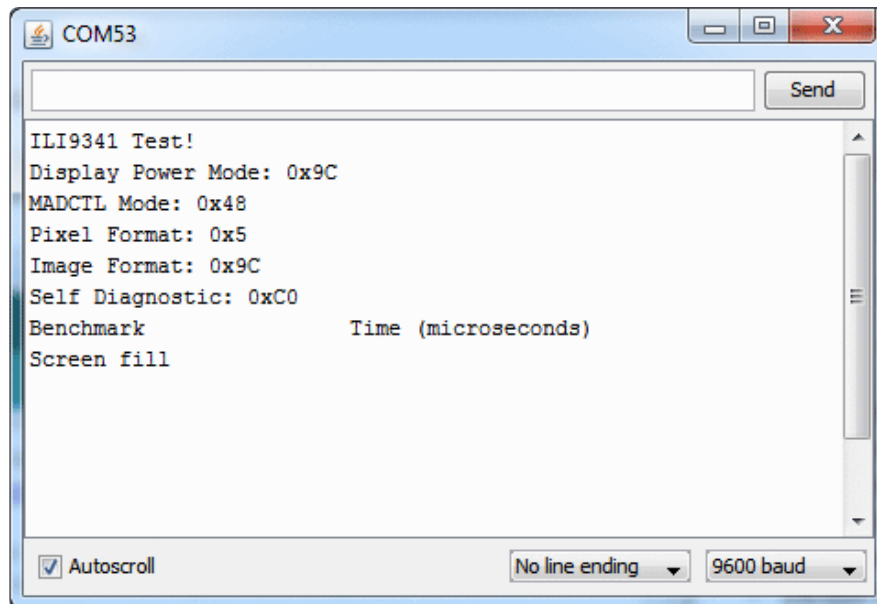 COM53
Send
ILI9341 Test!
Display Power Mode: 0x9C
MADCTL Mode: 0x48
Pixel Format: 0x5
Image Format: 0x9C
Self Diagnostic: 0xC0
Benchmark                Time (microseconds)
Screen fill
Autoscroll
No line ending
9600 baud